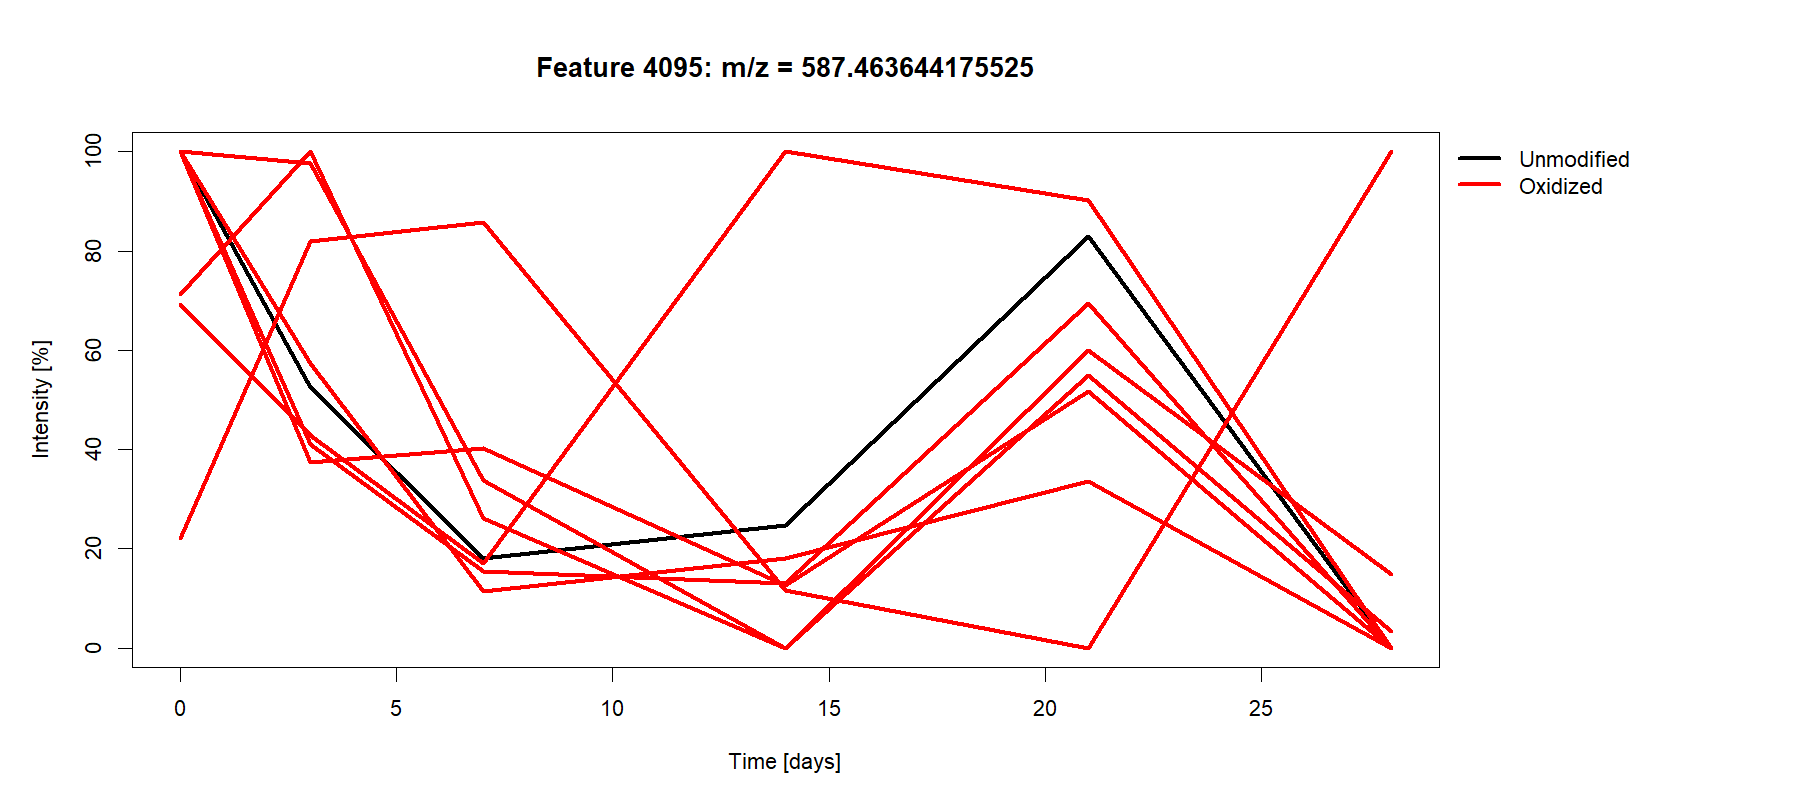 Feature 4095: m/z = 587.463644175525
Unmodified
Oxidized
Intensity [%]
100
80
60
40
20
0
0 5 10 15 20 25
Time [days]